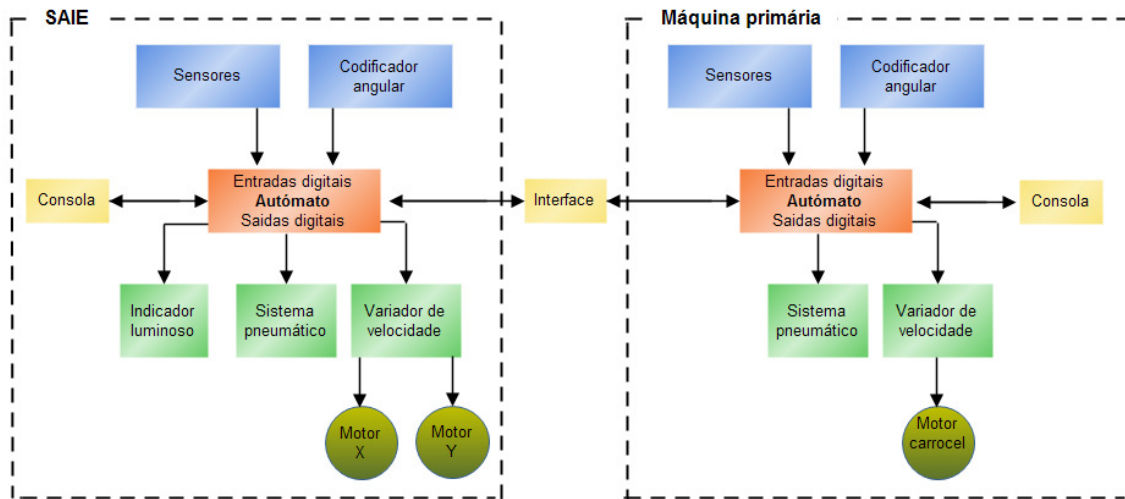 SAIE
Sensores
Codificador
angular
Consola
Entradas digitais
Autómato
Saidas digitais
Indicador
luminoso
Sistema
pneumático
Variador de
velocidade
Motor
X
Motor
Y
Interface
Máquina primária
Sensores
Codificador
angular
Entradas digitais
Autómato
Saidas digitais
Consola
Sistema
pneumático
Variador de
velocidade
Motor
carrocel